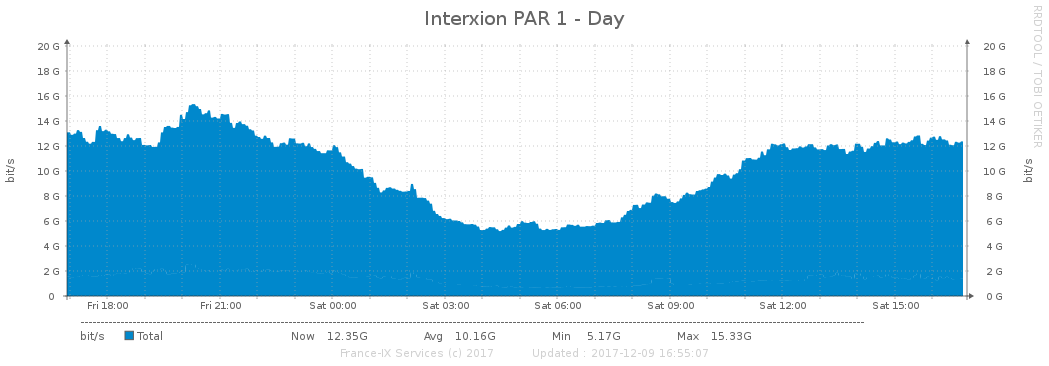 Interxion PAR 1 - Day
RRDTOOL / TOBI OETIKER
bit/s
20 G 20 G
18 G 18 G
16 G 16 G
14 G 14 G
12 G 12 G
10 G 10 G
8 G 8 G
6 G 6 G
4 G 4 G
2 G 2 G
0 0 G
bit/s
Fri 18:00 Fri 21:00 Sat 00:00 Sat 03:00 Sat 06:00 Sat 09:00 Sat 12:00 Sat 15:00
bit/s Total Now 12.35G Avg 10.16G Min 5.17G Max 15.33G
France-IX Services (c) 2017 Updated : 2017-12-09 16:55:07